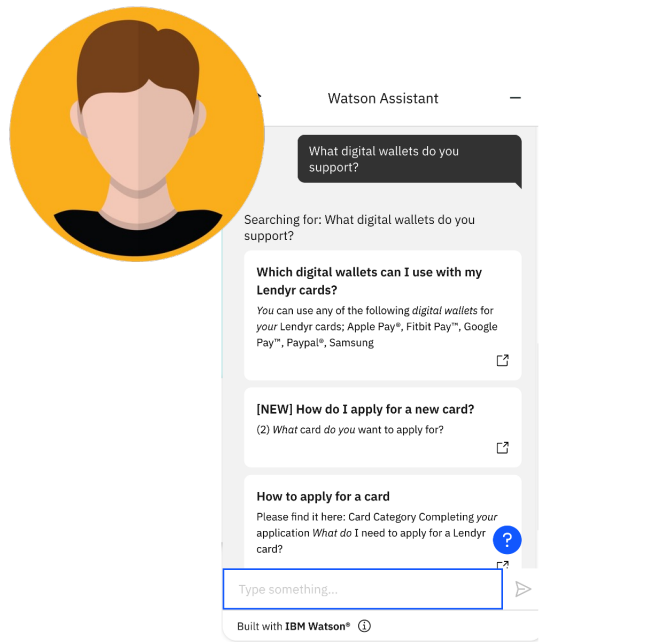 Watson Assistant
What digital wallets do you
support?
Searching for: What digital wallets do you
support?
Which digital wallets can I use with my
Lendyr cards?
You can use any of the following digital wallets for
your Lendyr cards; Apple Pay®, Fitbit Pay™, Google
Pay™, Paypal®, Samsung
[NEW] How do I apply for a new card?
(2) What card do you want to apply for?
How to apply for a card
Please find it here: Card Category Completing your
application What do I need to apply for a Lendyr
card?
?
Type something...
Built with IBM Watson®